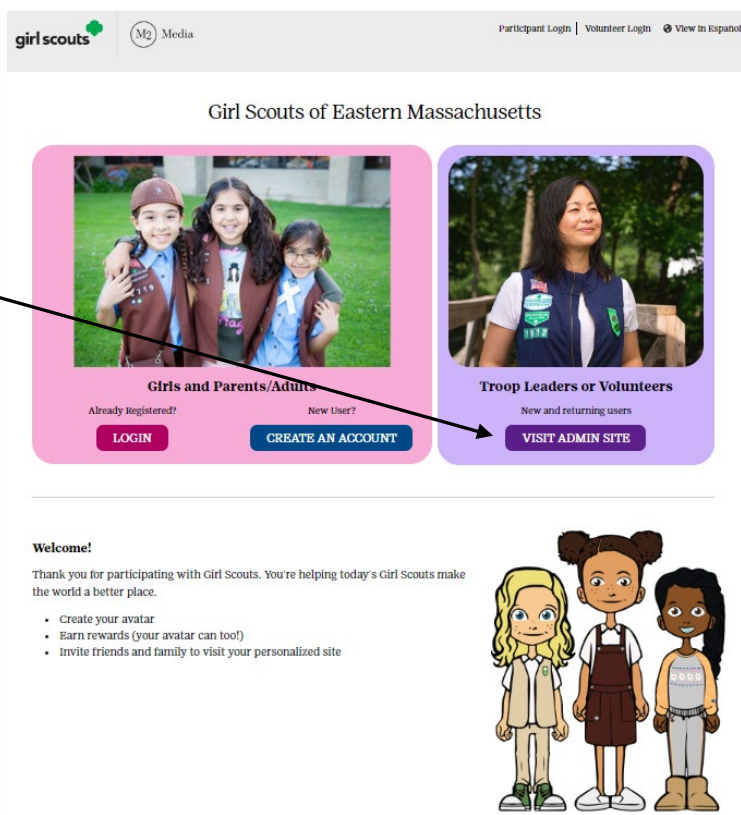 girl scouts
M2 Media
Participant Login | Volunteer Login View in Español
Girl Scouts of Eastern Massachusetts
Girls and Parents/Adults
Already Registered?
New User?
LOGIN
CREATE AN ACCOUNT
Troop Leaders or Volunteers
New and returning users
VISIT ADMIN SITE
Welcome!
Thank you for participating with Girl Scouts. You're helping today's Girl Scouts make
the world a better place.
• Create your avatar
• Earn rewards (your avatar can too!)
• Invite friends and family to visit your personalized site